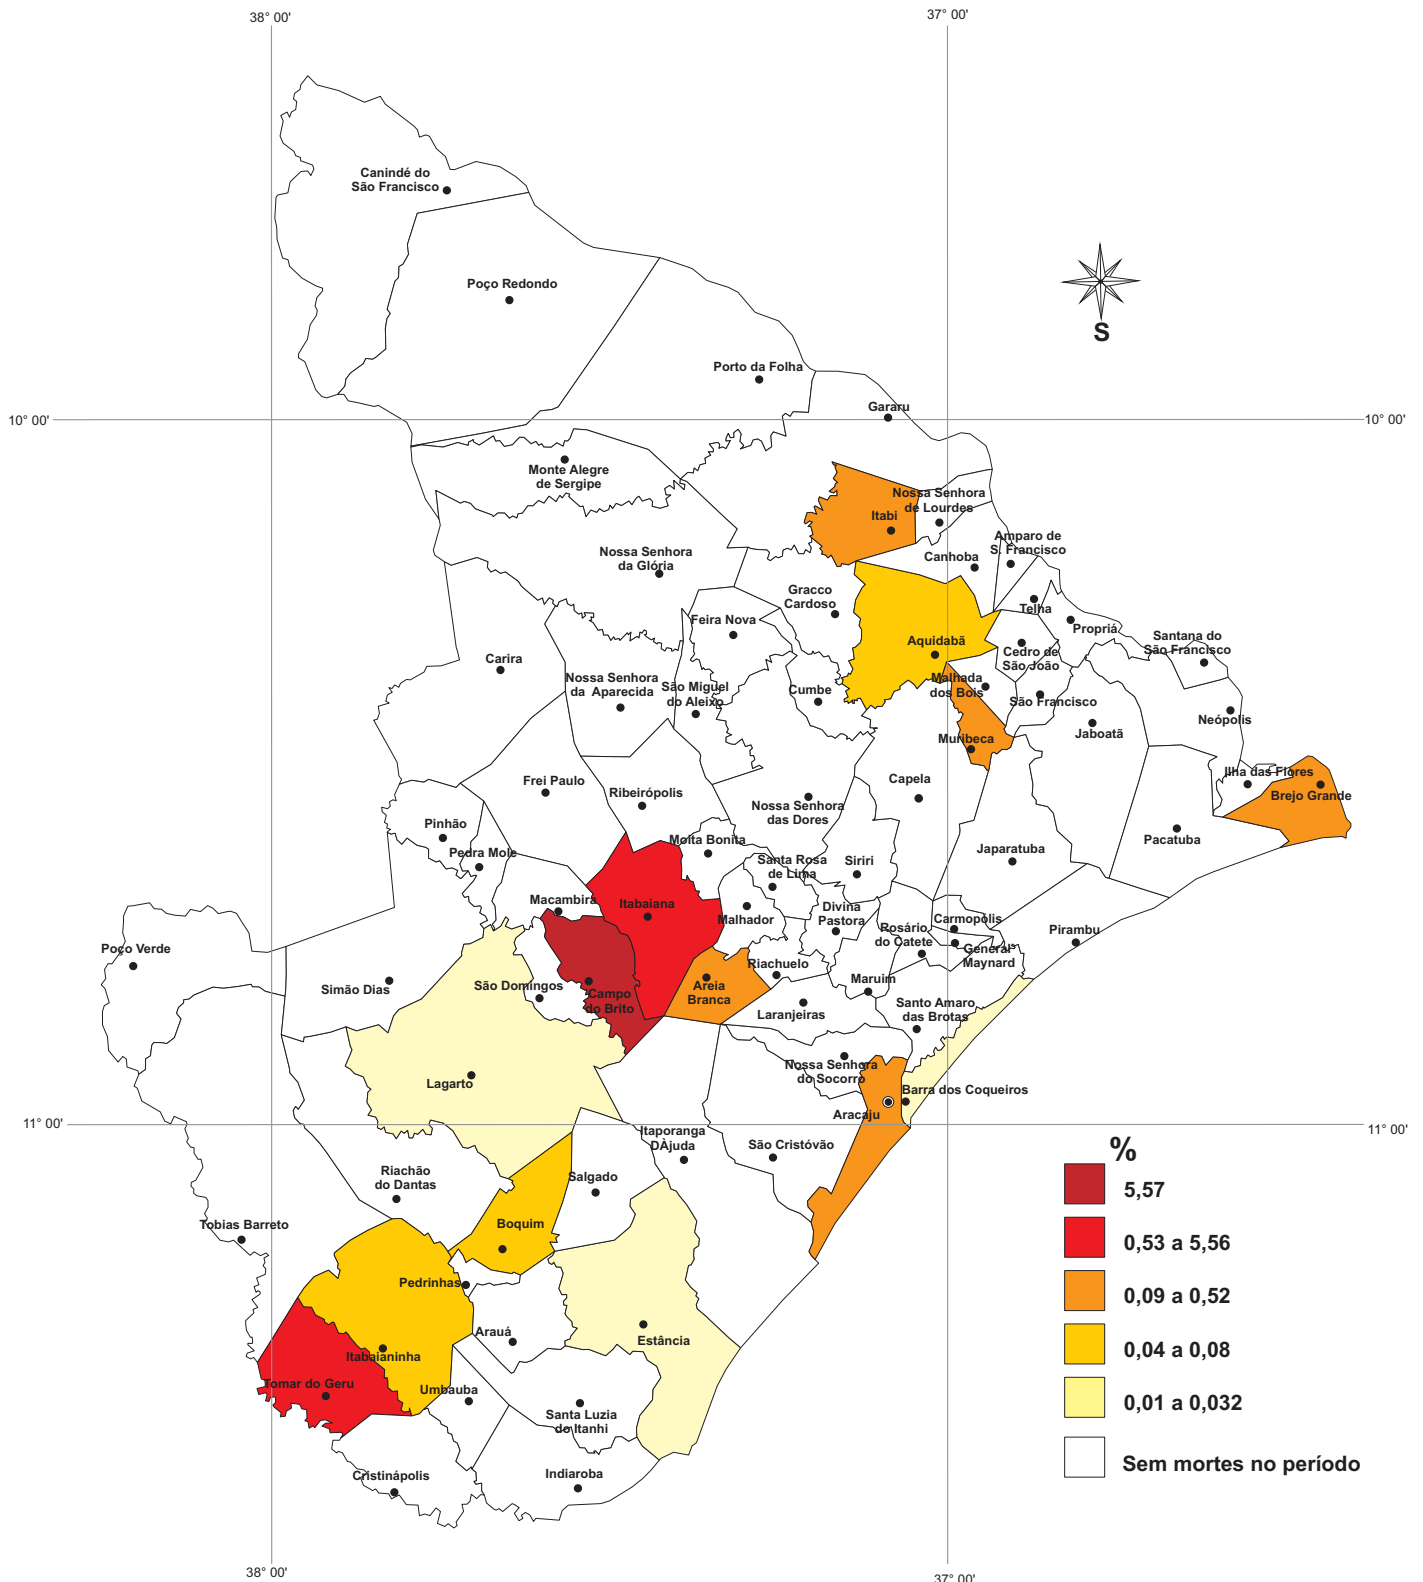 38° 00'
37° 00'
Canindé do
São Francisco
Poço Redondo
S
Porto da Folha
Gararu
10° 00'
10° 00'
Monte Alegre
de Sergipe
Nossa Senhora
de Lourdes
Itabi
Amparo de
S. Francisco
Nossa Senhora
da Glória
Canhoba
Gracco
Cardoso
Telha
Feira Nova
Propriá
Santana do
São Francisco
Aquidabã
Cedro de
São João
Carira
Nossa Senhora
da Aparecida
São Miguel
do Aleixo
Cumbe
Malhada
dos Bois
São Francisco
Neópolis
Jaboatã
Muribeca
Frei Paulo
Ribeirópolis
Capela
Ilha das Flores
Brejo Grande
Nossa Senhora
das Dores
Pinhão
Pedra Mole
Moita Bonita
Santa Rosa
de Lima
Siriri
Japaratuba
Pacatuba
Macambira
Itabaiana
Malhador
Divina
Pastora
Carmopólis
Rosário
do Catete
Pirambu
Poço Verde
General
Maynard
Simão Dias
São Domingos
Campo
do Brito
Areia
Branca
Riachuelo
Maruim
Laranjeiras
Santo Amaro
das Brotas
Nossa Senhora
do Socorro
Lagarto
Barra dos Coqueiros
Aracaju
11° 00'
11° 00'
Itaporanga
DÀjuda
São Cristóvão
Riachão
do Dantas
Salgado
Tobias Barreto
Boquim
Pedrinhas
Arauá
Estância
Itabaianinha
Tomar do Geru
Umbauba
Santa Luzia
do Itanhi
Cristinápolis
Indiaroba
%
5,57
0,53 a 5,56
0,09 a 0,52
0,04 a 0,08
0,01 a 0,032
Sem mortes no período
38° 00'
37° 00'